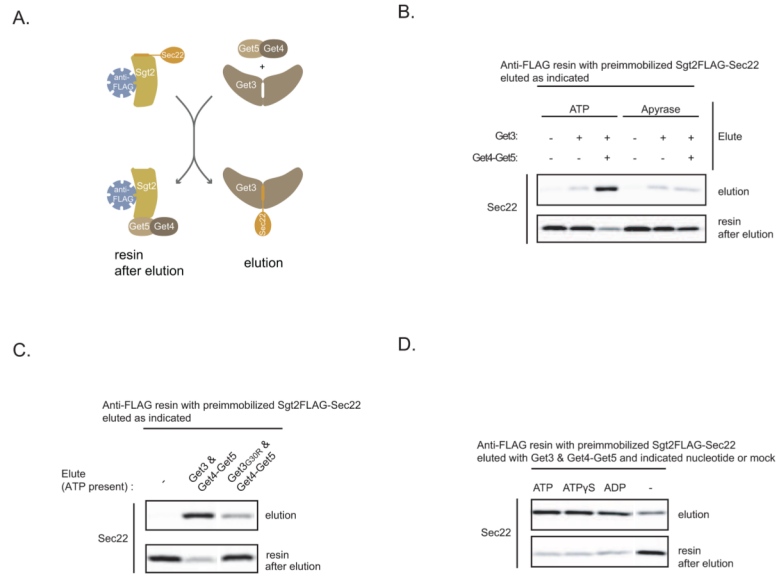 A.
anti-
FLAG
Sgt2
Sec22
Get5
Get4
+
Get3
anti-
FLAG
Sgt2
Get5
Get4
Get3
Sec22
resin
after elution
elution
B.
Anti-FLAG resin with preimmobilized Sgt2FLAG-Sec22
eluted as indicated
ATP Apyrase
Get3: - + + - + +
Get4-Get5: - - + - - +
Elute
Sec22
elution
resin
after elution
C.
Anti-FLAG resin with preimmobilized Sgt2FLAG-Sec22
eluted as indicated
Elute
(ATP present) :
-
Get3 &
Get4-Get5
Get3G30R &
Get4-Get5
Sec22
elution
resin
after elution
D.
Anti-FLAG resin with preimmobilized Sgt2FLAG-Sec22
eluted with Get3 & Get4-Get5 and indicated nucleotide or mock
ATP ATPγS ADP -
Sec22
elution
resin
after elution